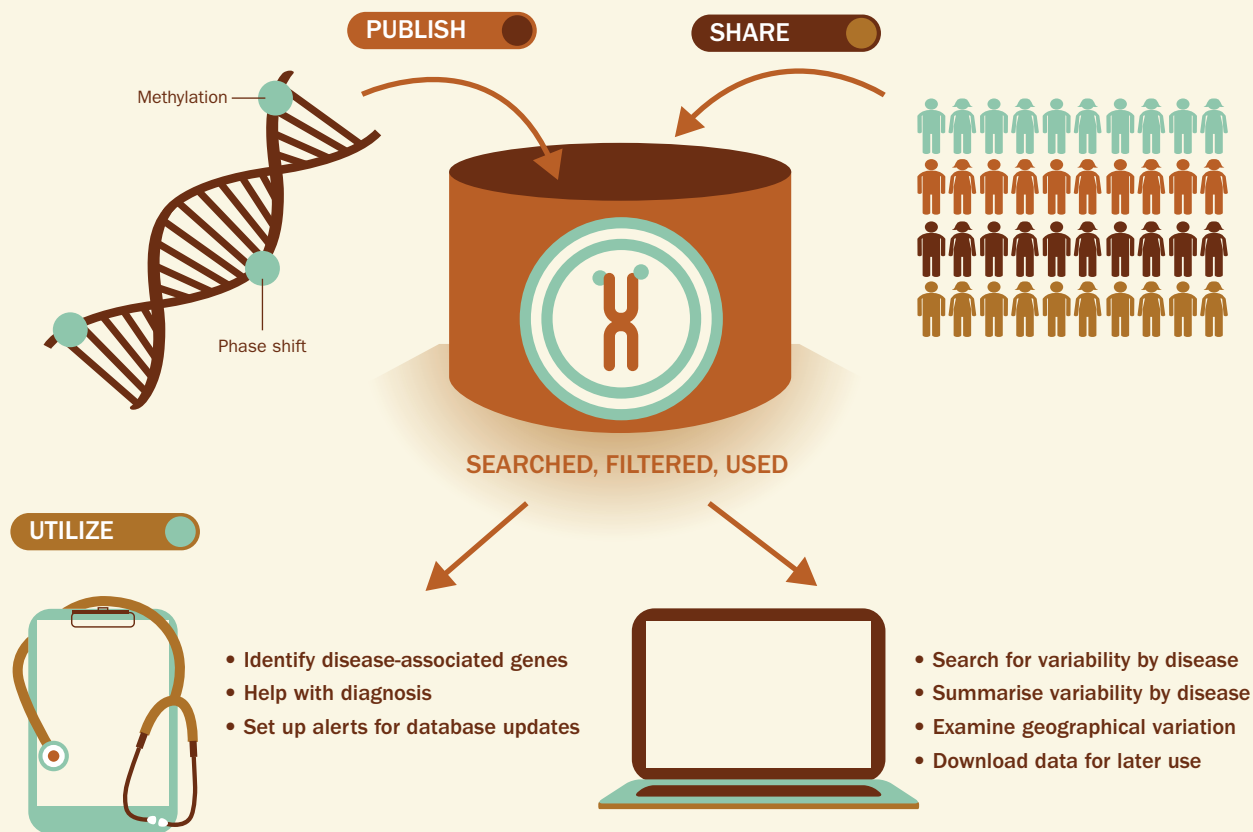 PUBLISH
SHARE
Methylation
Phase shift
SEARCHED, FILTERED, USED
UTILIZE
• Identify disease-associated genes
• Help with diagnosis
• Set up alerts for database updates
• Search for variability by disease
• Summarise variability by disease
• Examine geographical variation
• Download data for later use